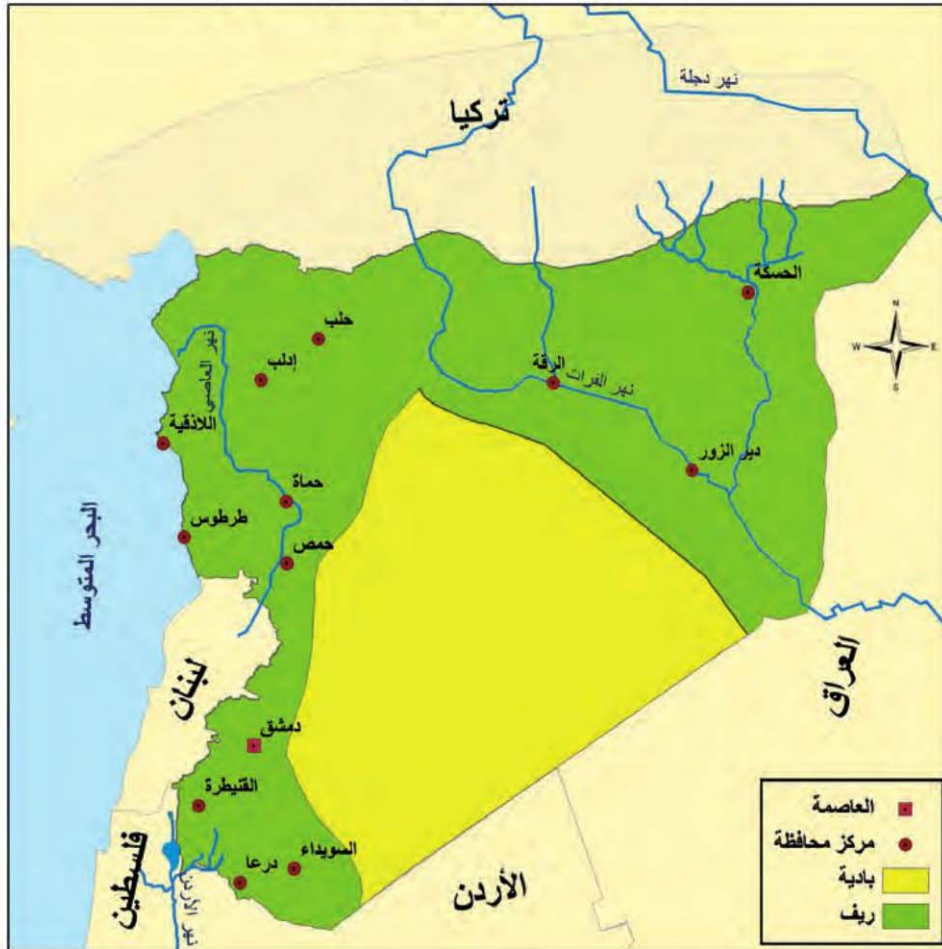 نهر دجلة
تركيا
الحسكة
حلب
نهر العاصي
إدلب
الرقة
نهر الفرات
N
W
E
S
اللاذقية
دير الزور
حماة
طرطوس
حمص
البحر المتوسط
لبنان
العراق
دمشق
القنيطرة
السويداء
درعا
فلسطين
نهر الأردن
الأردن
العاصمة
مركز محافظة
بادية
ريف